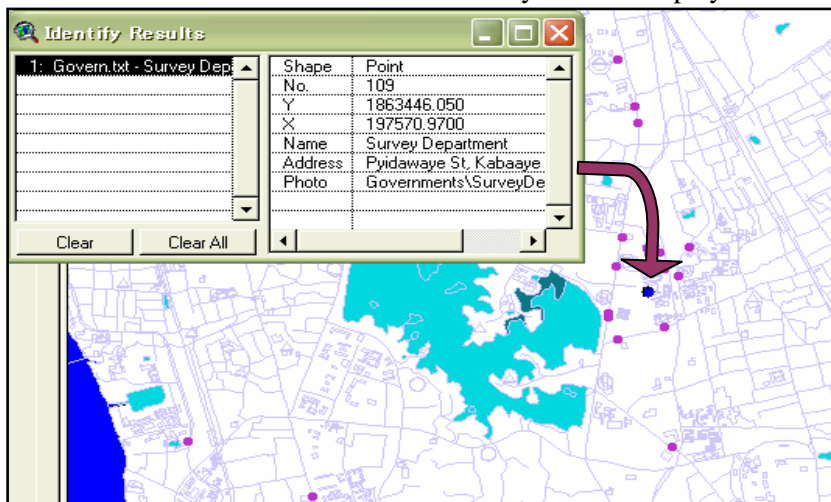 Identify Results
1: Govern.txt - Survey Dep
Shape Point
No. 109
Y 1863446.050
X 197570.9700
Name Survey Department
Address Pyidawaye St, Kabaaye
Photo Governments\SurveyDe
Clear Clear All